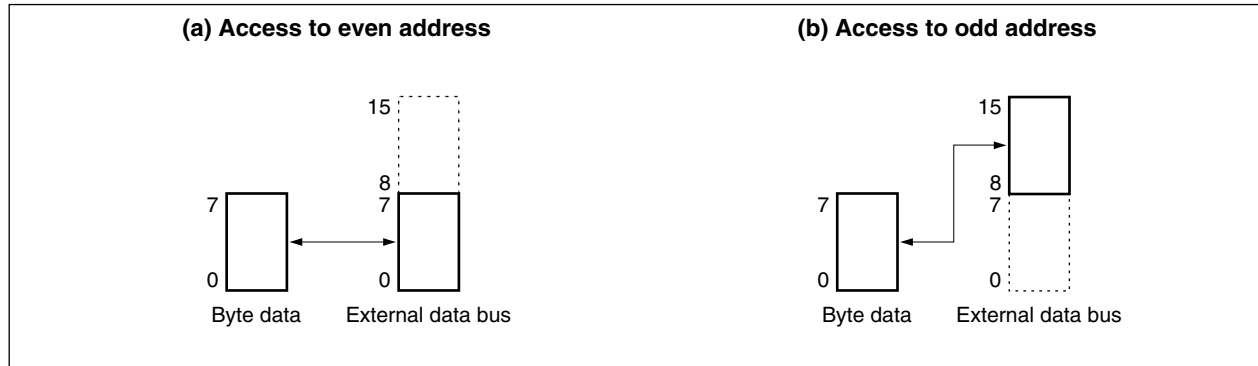 (a) Access to even address
15
8
7
7
0
0
Byte data
External data bus
(b) Access to odd address
15
8
7
7
0
0
Byte data
External data bus